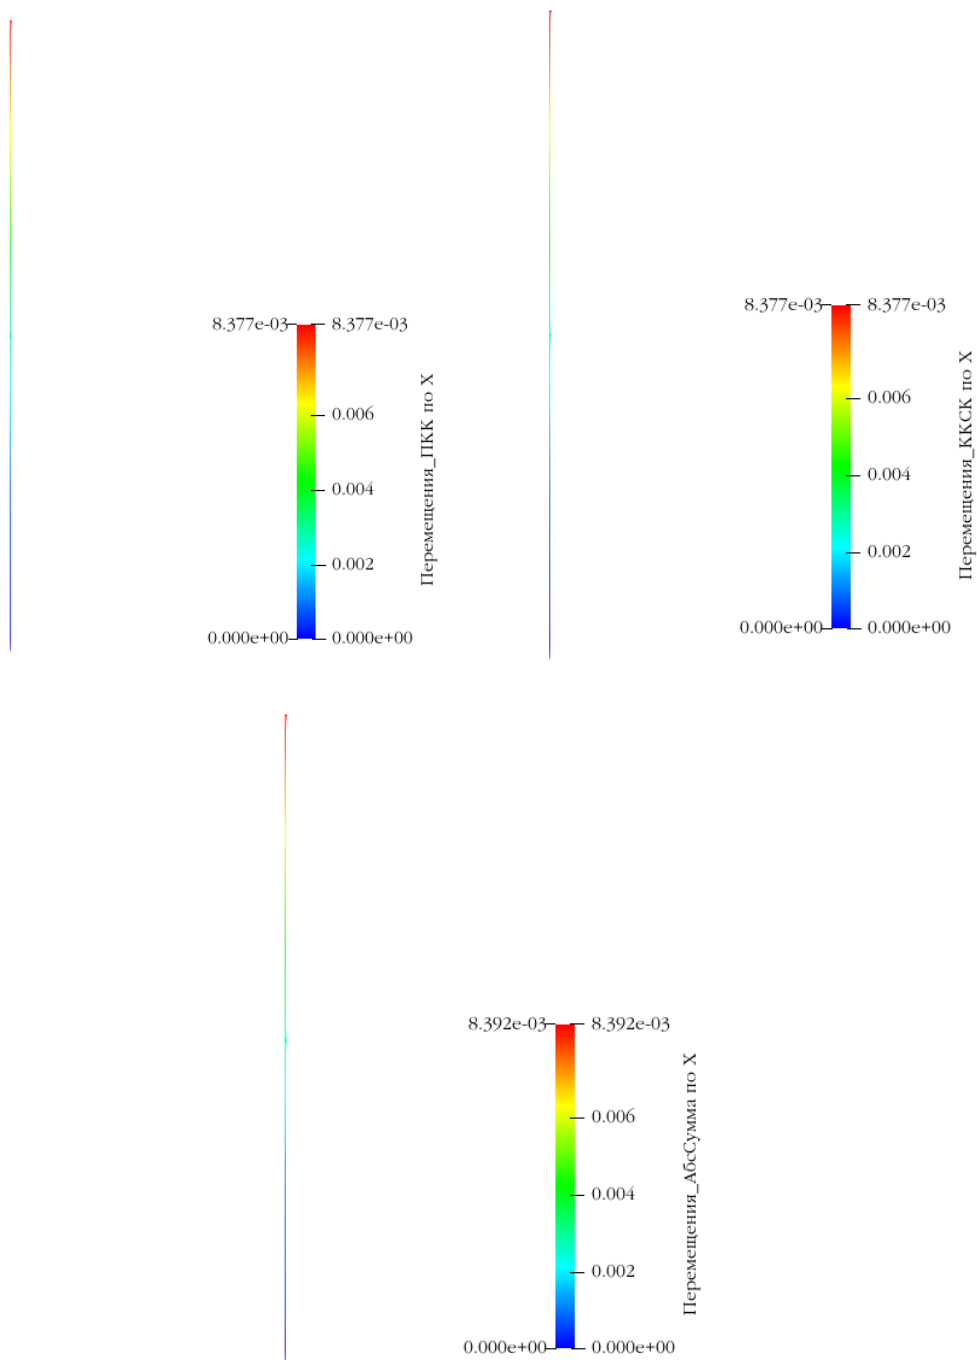 8.377e-03 8.377e-03
0.006
0.004
0.002
0.000e+00 0.000e+00
Перемещения_ПКК по X
8.377e-03 8.377e-03
0.006
0.004
0.002
0.000e+00 0.000e+00
Перемещения_ККСК по X
8.392e-03 8.392e-03
0.006
0.004
0.002
0.000e+00 0.000e+00
Перемещения_АбсСумма по X